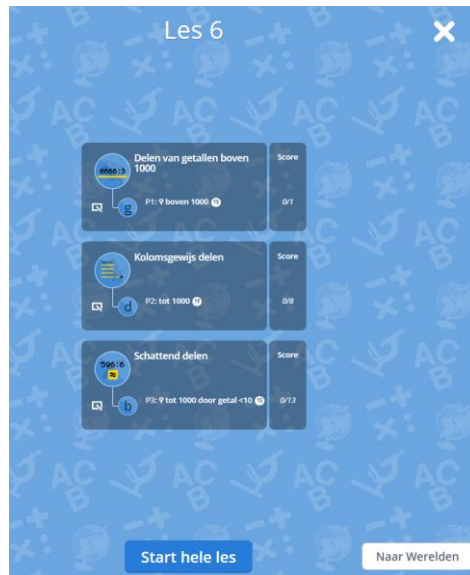 Les 6
Delen van getallen boven
1000
Score
P1: 9 boven 1000
g
0/1
Kolomsgewijs delen
Score
P2: tot 1000
d
0/8
596:6
≈
Schattend delen
Score
P3: 9 tot 1000 door getal <10
b
0/13
Start hele les
Naar Werelden